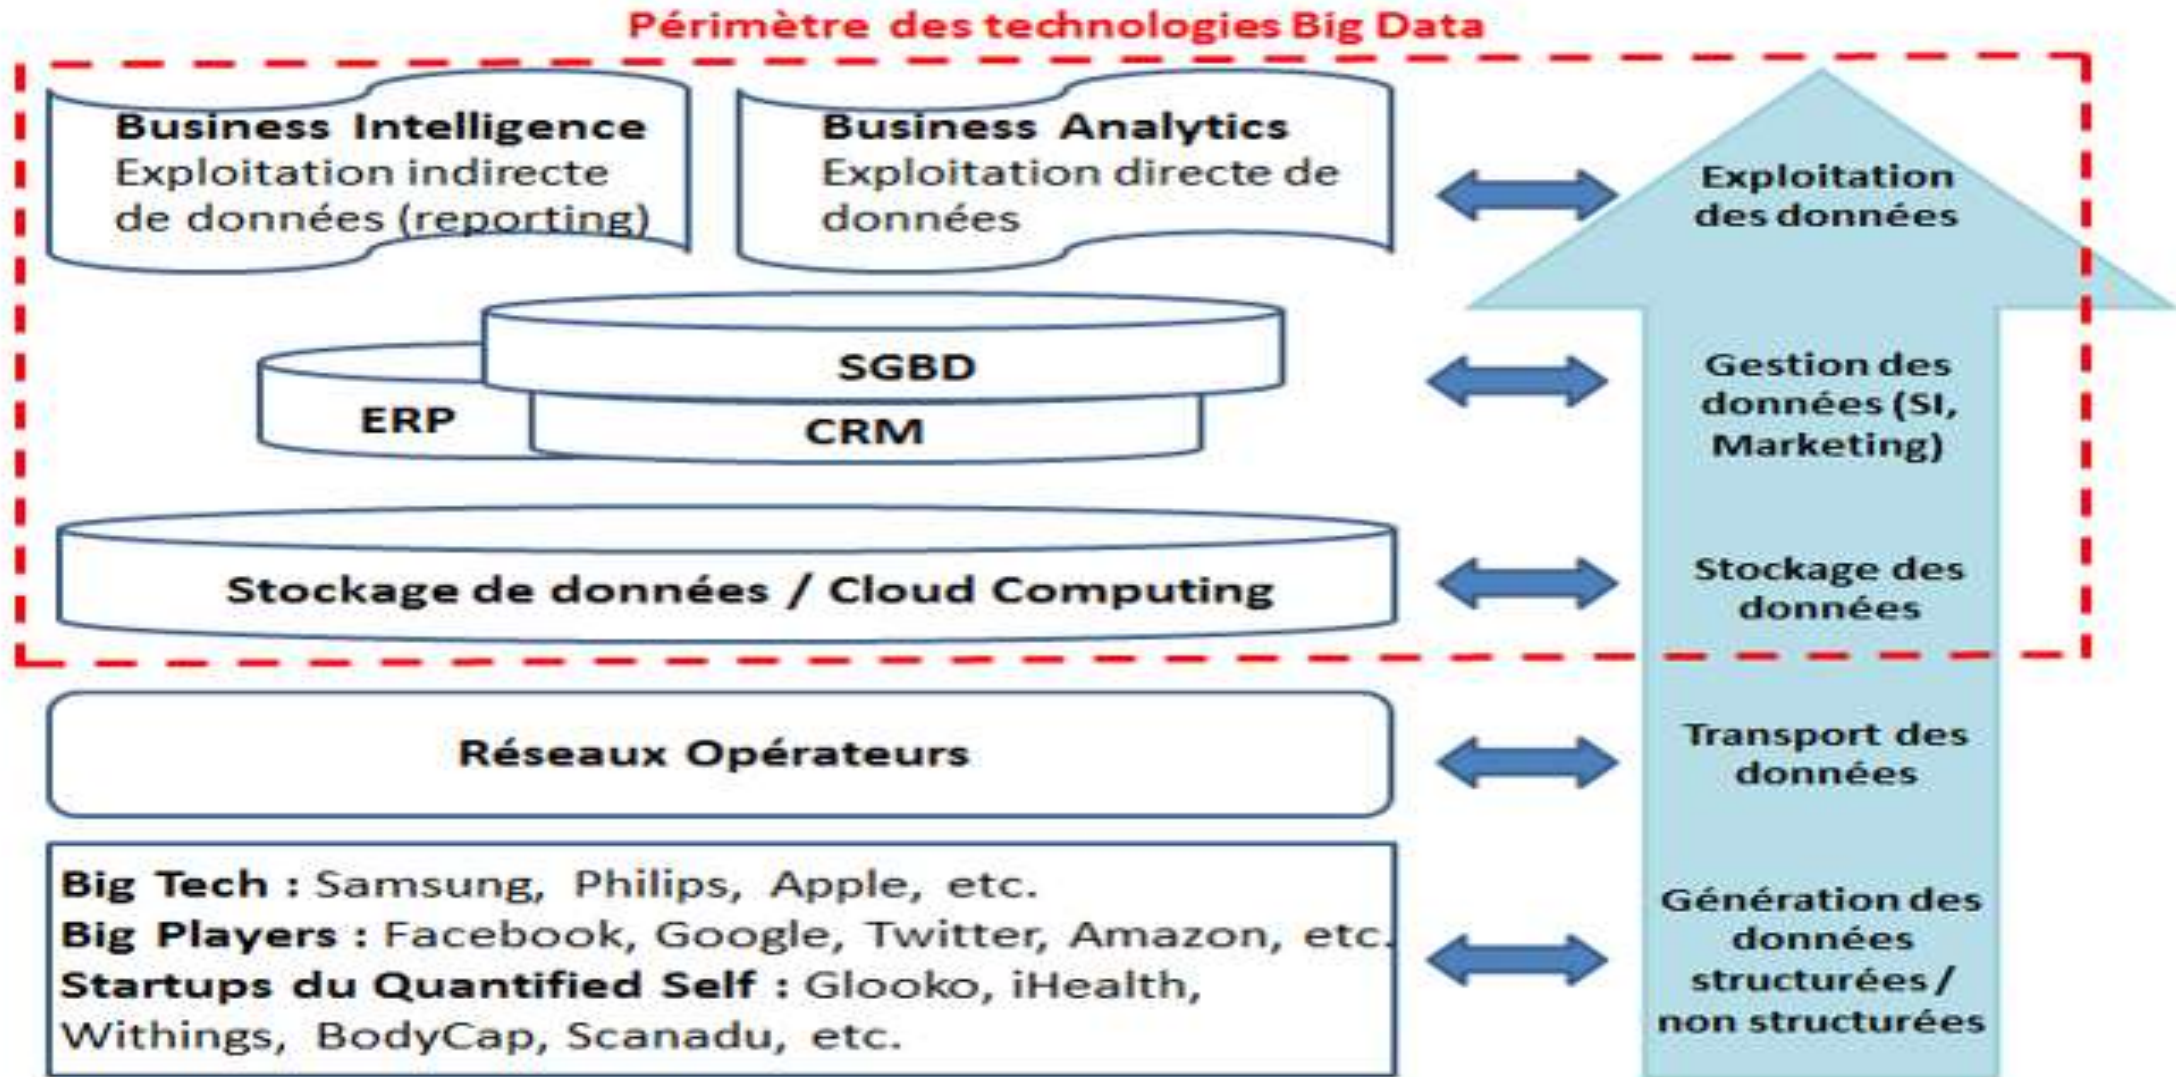 Périmètre des technologies Big Data
Business Intelligence
Exploitation indirecte
de données (reporting)
Business Analytics
Exploitation directe de
données
Exploitation
des données
SGBD
ERP
CRM
Gestion des
données (SI,
Marketing)
Stockage de données / Cloud Computing
Stockage des
données
Réseaux Opérateurs
Transport des
données
Big Tech : Samsung, Philips, Apple, etc.
Big Players : Facebook, Google, Twitter, Amazon, etc.
Startups du Quantified Self : Glooko, iHealth,
Withings, BodyCap, Scanadu, etc.
Génération des
données
structurées /
non structurées